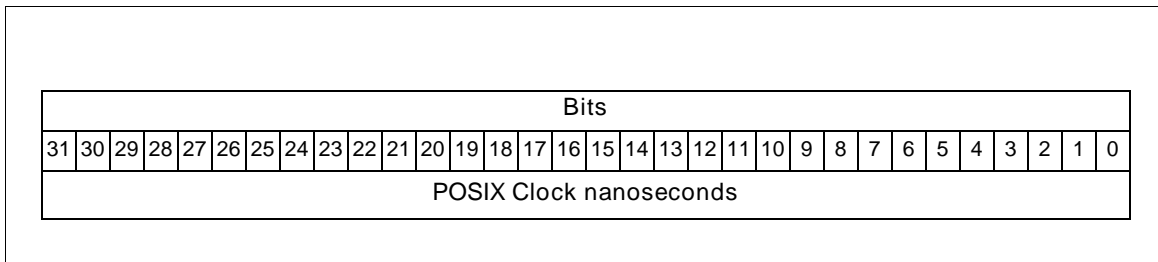 Bits
31 30 29 28 27 26 25 24 23 22 21 20 19 18 17 16 15 14 13 12 11 10 9 8 7 6 5 4 3 2 1 0
POSIX Clock nanoseconds